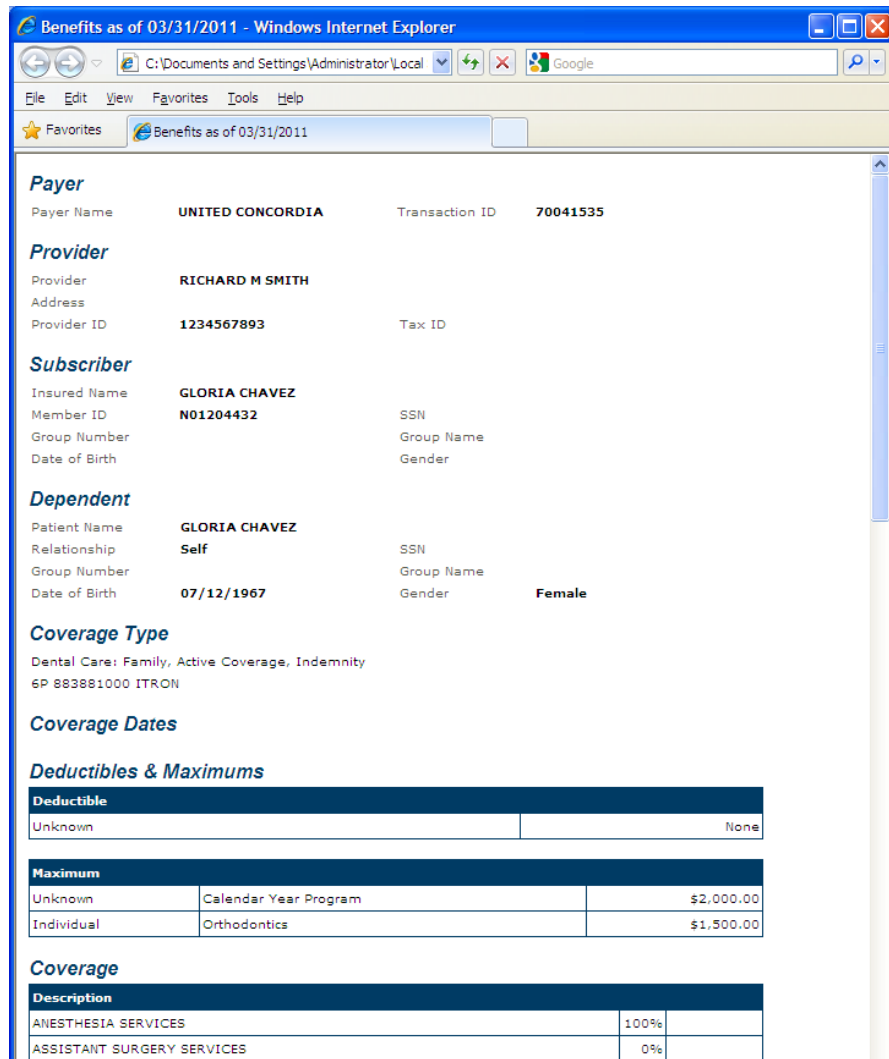 Benefits as of 03/31/2011 - Windows Internet Explorer
C:\Documents and Settings\Administrator\Local
Google
File Edit View Favorites Tools Help
Favorites Benefits as of 03/31/2011
Payer
Payer Name UNITED CONCORDIA Transaction ID 70041535
Provider
Provider RICHARD M SMITH
Address
Provider ID 1234567893 Tax ID
Subscriber
Insured Name GLORIA CHAVEZ
Member ID N01204432 SSN
Group Number Group Name
Date of Birth Gender
Dependent
Patient Name GLORIA CHAVEZ
Relationship Self SSN
Group Number Group Name
Date of Birth 07/12/1967 Gender Female
Coverage Type
Dental Care: Family, Active Coverage, Indemnity
6P 883881000 ITRON
Coverage Dates
Deductibles & Maximums
Deductible
Unknown None
Maximum
Unknown Calendar Year Program $2,000.00
Individual Orthodontics $1,500.00
Coverage
Description
ANESTHESIA SERVICES 100%
ASSISTANT SURGERY SERVICES 0%